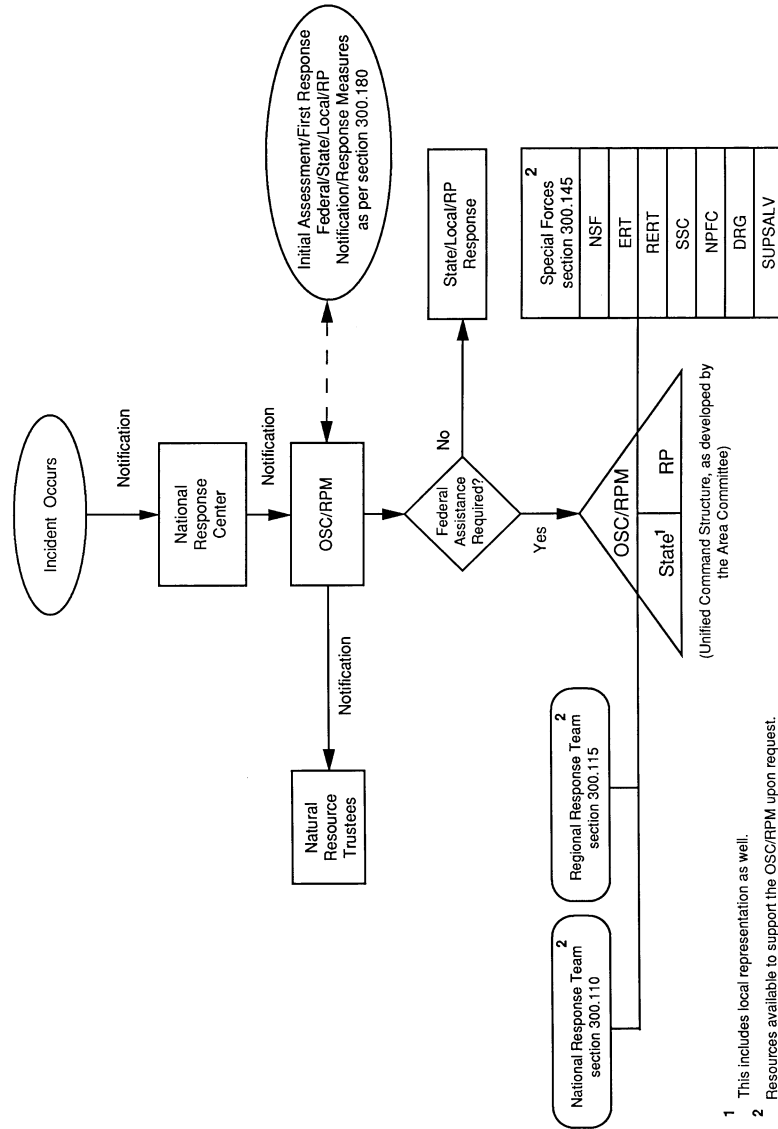 Incident Occurs
Notification
National
Response
Center
Notification
Initial Assessment/First Response
Federal/State/Local/RP
Notification/Response Measures
as per section 300.180
OSC/RPM
Notification
Natural
Resource
Trustees
Federal
Assistance
Required?
No
State/Local/RP
Response
Yes
OSC/RPM
State1
RP
(Unified Command Structure, as developed by
the Area Committee)
National Response Team 2
section 300.110
Regional Response Team 2
section 300.115
Special Forces 2
section 300.145
NSF
ERT
RERT
SSC
NPFC
DRG
SUPSALV
1 This includes local representation as well.
2 Resources available to support the OSC/RPM upon request.